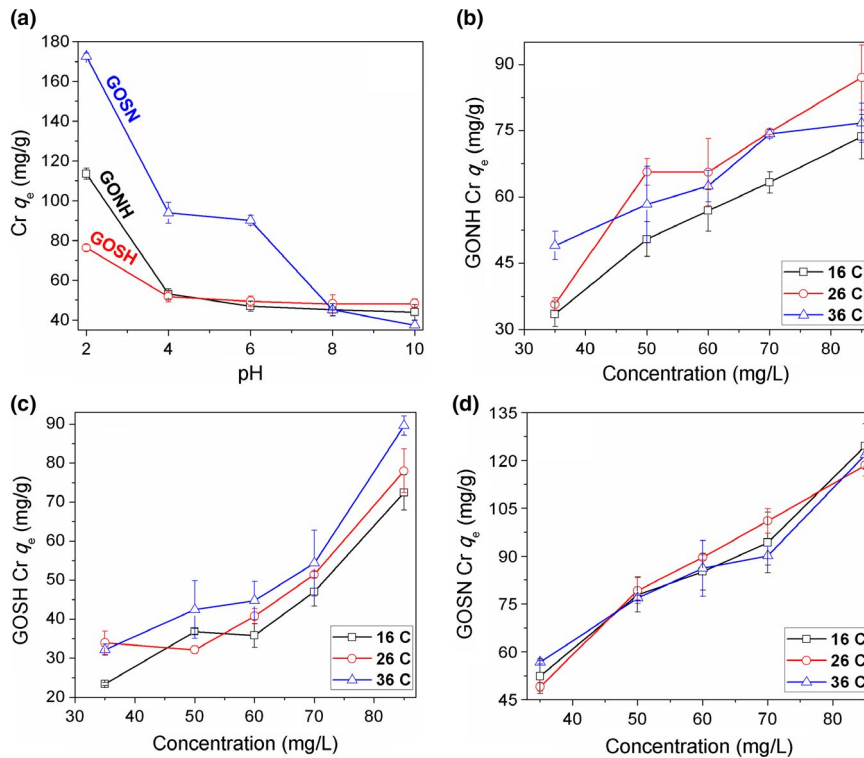 (a)
180
160
140
120
100
80
60
40
Cr qe (mg/g)
GOSN
GONH
GOSH
2 4 6 8 10
pH
(b)
90
75
60
45
30
GONH Cr qe (mg/g)
16 C
26 C
36 C
30 40 50 60 70 80
Concentration (mg/L)
(c)
90
80
70
60
50
40
30
20
GOSH Cr qe (mg/g)
16 C
26 C
36 C
30 40 50 60 70 80
Concentration (mg/L)
(d)
135
120
105
90
75
60
45
GOSN Cr qe (mg/g)
16 C
26 C
36 C
40 50 60 70 80
Concentration (mg/L)